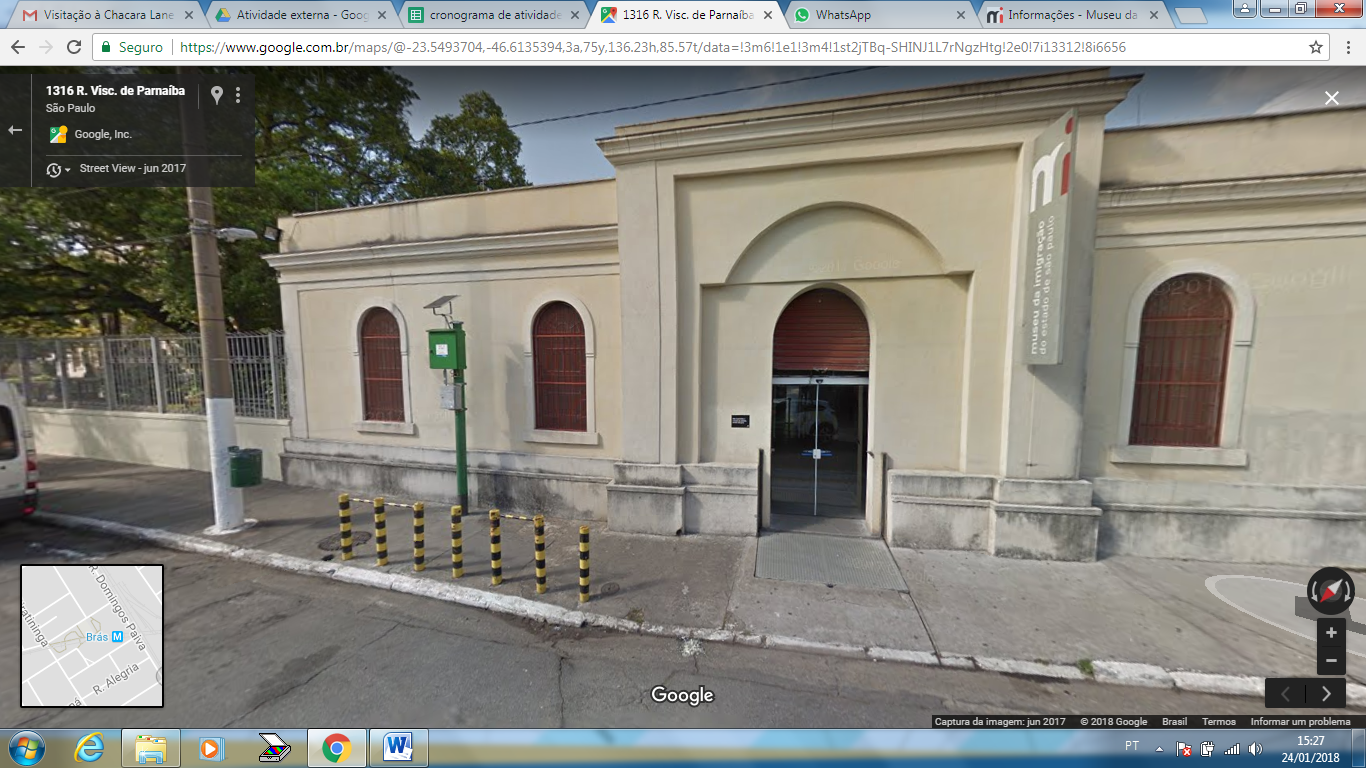 Visitação à Chacara Lane
Atividade externa - Goog
cronograma de atividade
1316 R. Visc. de Parnaíba
WhatsApp
Informações - Museu da
Seguro
https://www.google.com.br/maps/@-23.5493704,-46.6135394,3a,75y,136.23h,85.57t/data=!3m6!1e1!3m4!1st2jTBq-SHINJ1L7rNgzHtg!2e0!7i13312!8i6656
1316 R. Visc. de Parnaíba
São Paulo
Google, Inc.
Street View - jun 2017
mi
museu da imigração
do estado de são paulo
R. Domingos Paiva
Brás M
R. Alegria
Google
Captura da imagem: jun 2017 © 2018 Google Brasil Termos Informar um problema
PT
15:27
24/01/2018